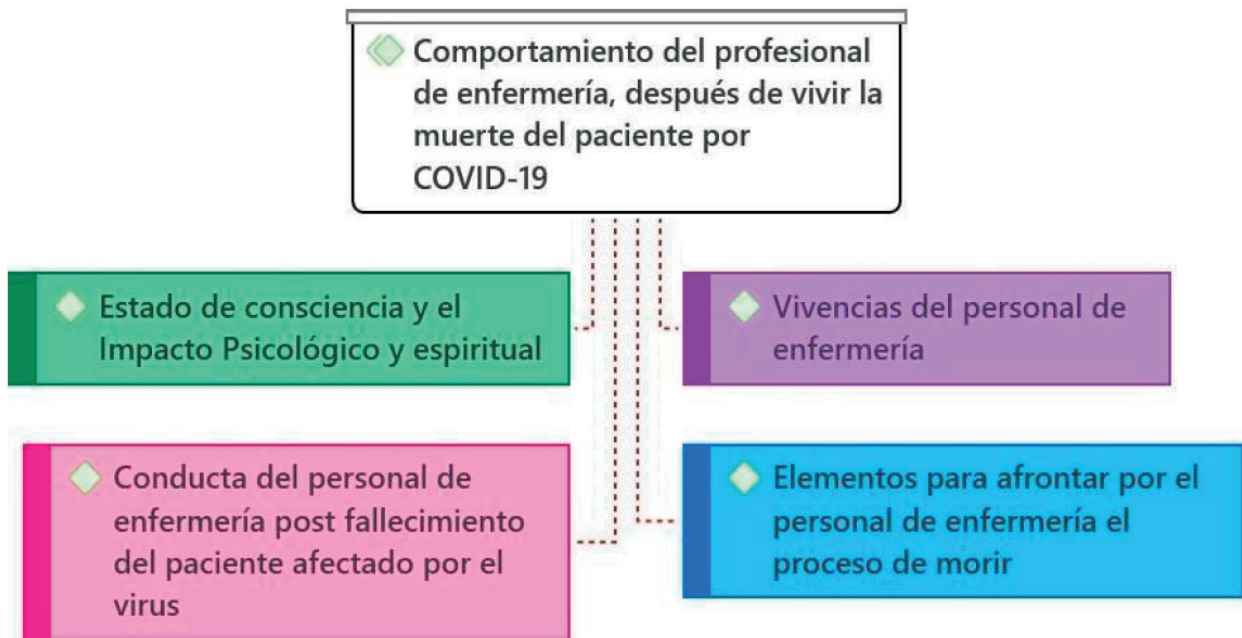 Comportamiento del profesional
de enfermería, después de vivir la
muerte del paciente por
COVID-19
Estado de consciencia y el
Impacto Psicológico y espiritual
Vivencias del personal de
enfermería
Conducta del personal de
enfermería post fallecimiento
del paciente afectado por el
virus
Elementos para afrontar por el
personal de enfermería el
proceso de morir